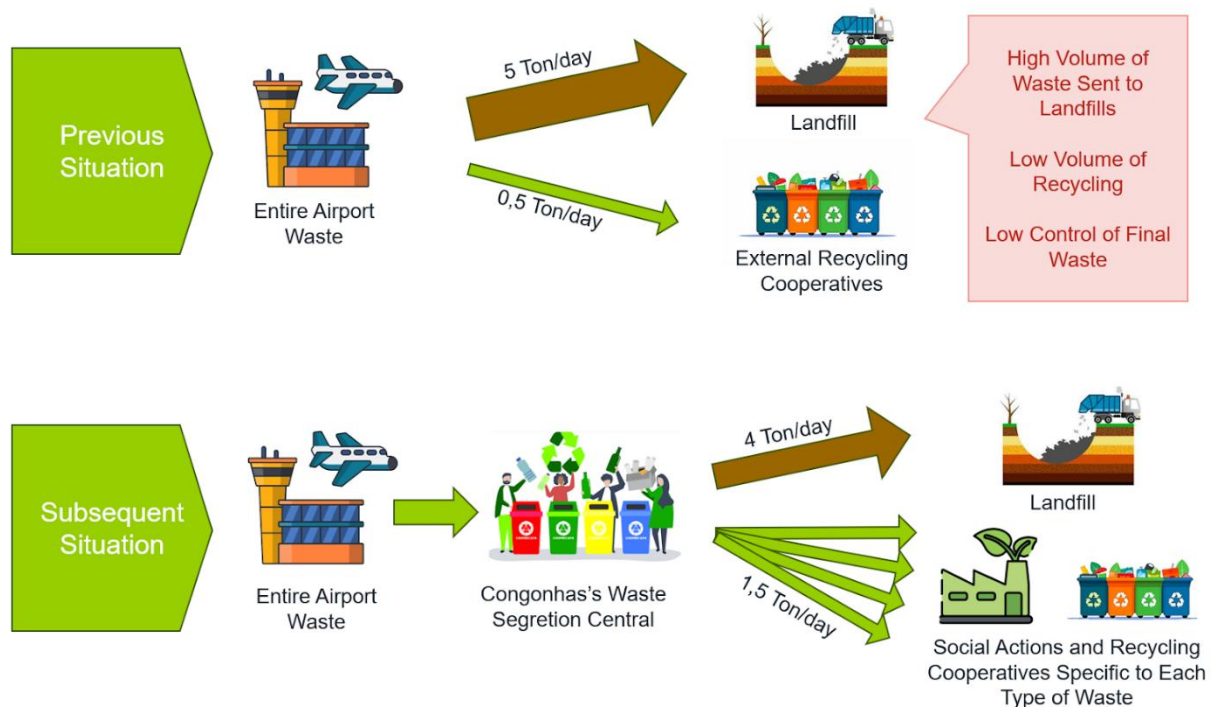 Previous
Situation
Entire Airport
Waste
5 Ton/day
0,5 Ton/day
Landfill
External Recycling
Cooperatives
High Volume of
Waste Sent to
Landfills
Low Volume of
Recycling
Low Control of Final
Waste
Subsequent
Situation
Entire Airport
Waste
Congonhas's Waste
Segretion Central
4 Ton/day
1,5 Ton/day
Landfill
Social Actions and Recycling
Cooperatives Specific to Each
Type of Waste